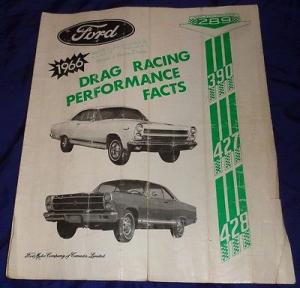 Ford
289
1966
DRAG RACING
PERFORMANCE
FACTS
390
427
428
Ford Motor Company of Canada, Limited